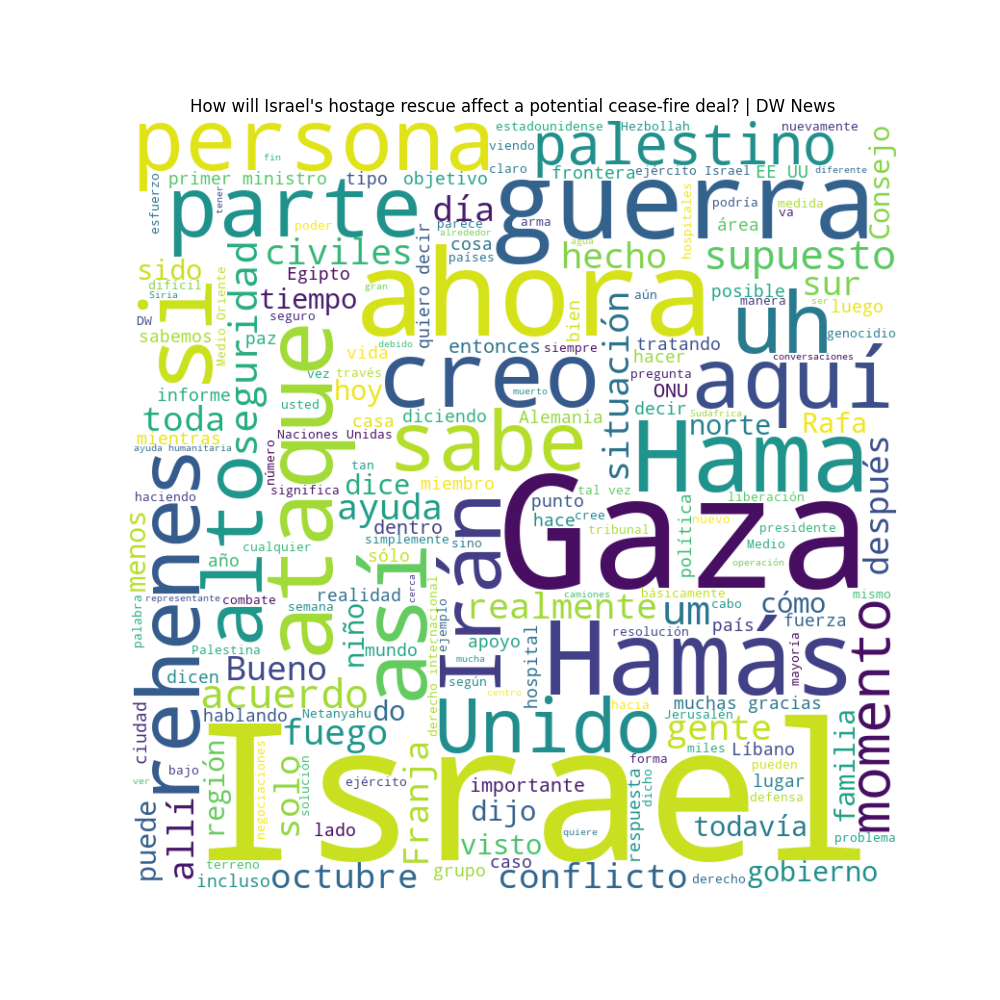 How will Israel's hostage rescue affect a potential cease-fire deal? | DW News
persona
estadounidense
Hezbollah
nuevamente
viendo
palestino
claro
fin
frontera
ejército Israel
EE UU
diferente
Consejo
primer ministro
tipo
objetivo
esfuerzo
tener
parte
día
guerra
hospitales
podría
medida
va
área
poder
parece
arma
alrededor
cosa
países
quiero decir
agua
civiles
hecho
supuesto
sido
difícil
Siria
Egipto
tiempo
gran
ahora
sur
posible
manera
ser
luego
aún
DW
si
seguridad
Medio Oriente
seguro
uh
bien
situación
sabemos
paz
debido
entonces
siempre
tratando
genocidio
conversaciones
vida
hacer
vez
través
creo
pregunta
aquí
informe
hoy
muerto
ONU
usted
toda
casa
diciendo
Alemania
decir
Sudáfrica
norte
Rafa
mientras
Naciones Unidas
sabe
ayuda humanitaria
ataque
número
tan
Hama
después
alto
dice
miembro
haciendo
significa
tal vez
liberación
punto
Gaza
ayuda
dentro
hace
cree
nuevo
política
presidente
simplemente
sino
tribunal
menos
rehenes
cualquier
sólo
Medio
año
operación
cerca
Irán
camiones
básicamente
mismo
representante
combate
realidad
así
realmente
um
cabo
cómo
palabra
semana
niño
derecho internacional
ejemplo
país
fuerza
resolución
Palestina
mundo
apoyo
hospital
Hamás
mayoría
momento
Bueno
mucha
dicen
según
acuerdo
centro
hablando
Netanyahu
do
hacia
muchas gracias
Jerusalén
ciudad
fuego
Unido
gente
familia
región
negociaciones
Israel
miles
Líbano
bajo
forma
pueden
ver
solución
Franja
ejército
importante
respuesta
dicho
lugar
defensa
puede
allí
solo
lado
dijo
quiere
todavía
problema
visto
terreno
caso
incluso
octubre
grupo
conflicto
derecho
gobierno